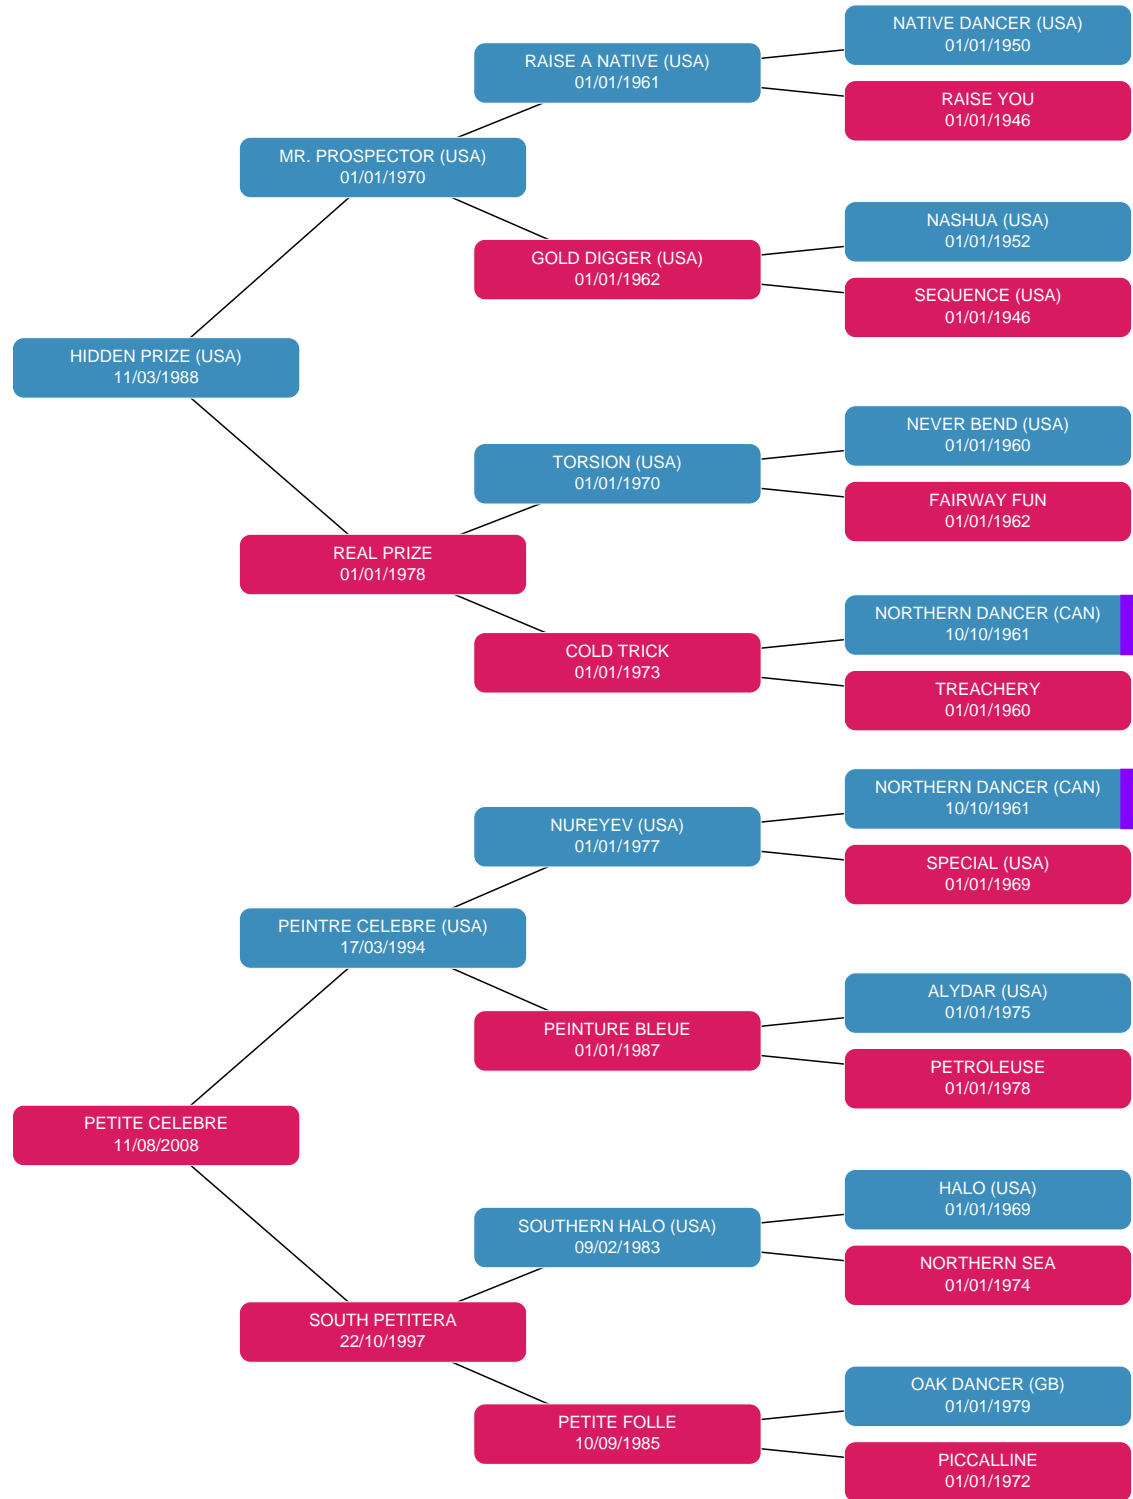 NATIVE DANCER (USA)
01/01/1950
RAISE A NATIVE (USA)
01/01/1961
RAISE YOU
01/01/1946
MR. PROSPECTOR (USA)
01/01/1970
NASHUA (USA)
01/01/1952
GOLD DIGGER (USA)
01/01/1962
SEQUENCE (USA)
01/01/1946
HIDDEN PRIZE (USA)
11/03/1988
NEVER BEND (USA)
01/01/1960
TORSION (USA)
01/01/1970
FAIRWAY FUN
01/01/1962
REAL PRIZE
01/01/1978
NORTHERN DANCER (CAN)
10/10/1961
COLD TRICK
01/01/1973
TREACHERY
01/01/1960
NORTHERN DANCER (CAN)
10/10/1961
NUREYEV (USA)
01/01/1977
SPECIAL (USA)
01/01/1969
PEINTRE CELEBRE (USA)
17/03/1994
ALYDAR (USA)
01/01/1975
PEINTURE BLEUE
01/01/1987
PETROLEUSE
01/01/1978
PETITE CELEBRE
11/08/2008
HALO (USA)
01/01/1969
SOUTHERN HALO (USA)
09/02/1983
NORTHERN SEA
01/01/1974
SOUTH PETITERA
22/10/1997
OAK DANCER (GB)
01/01/1979
PETITE FOLLE
10/09/1985
PICCALLINE
01/01/1972